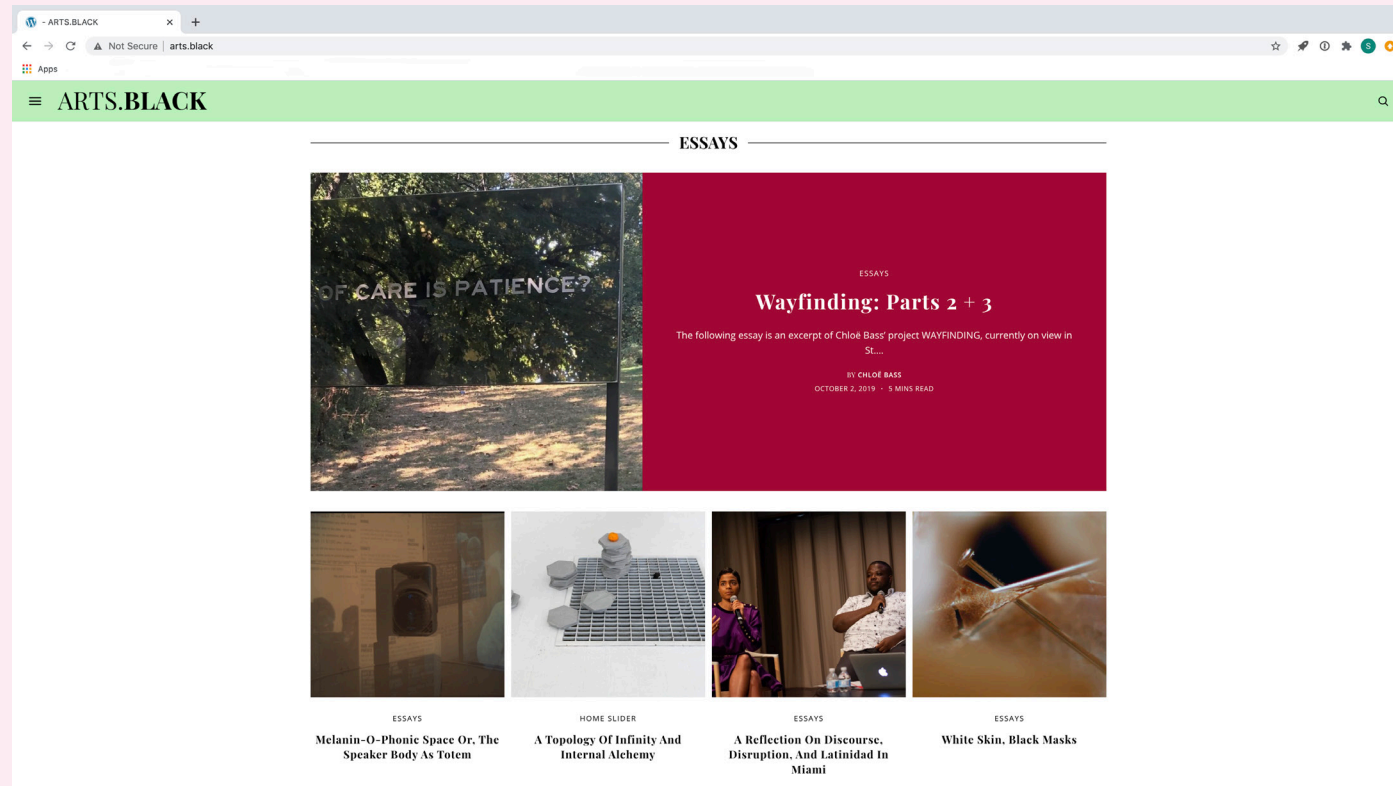 - ARTS.BLACK
Not Secure arts.black
S
Apps
ARTS.BLACK
ESSAYS
OF CARE IS PATIENCE?
ESSAYS
Wayfinding: Parts 2 + 3
The following essay is an excerpt of Chloë Bass' project WAYFINDING, currently on view in
St....
BY CHLOË BASS
OCTOBER 2, 2019 · 5 MINS READ
ESSAYS
Melanin-O-Phonic Space Or, The
Speaker Body As Totem
HOME SLIDER
A Topology Of Infinity And
Internal Alchemy
ESSAYS
A Reflection On Discourse,
Disruption, And Latinidad In
Miami
ESSAYS
White Skin, Black Masks